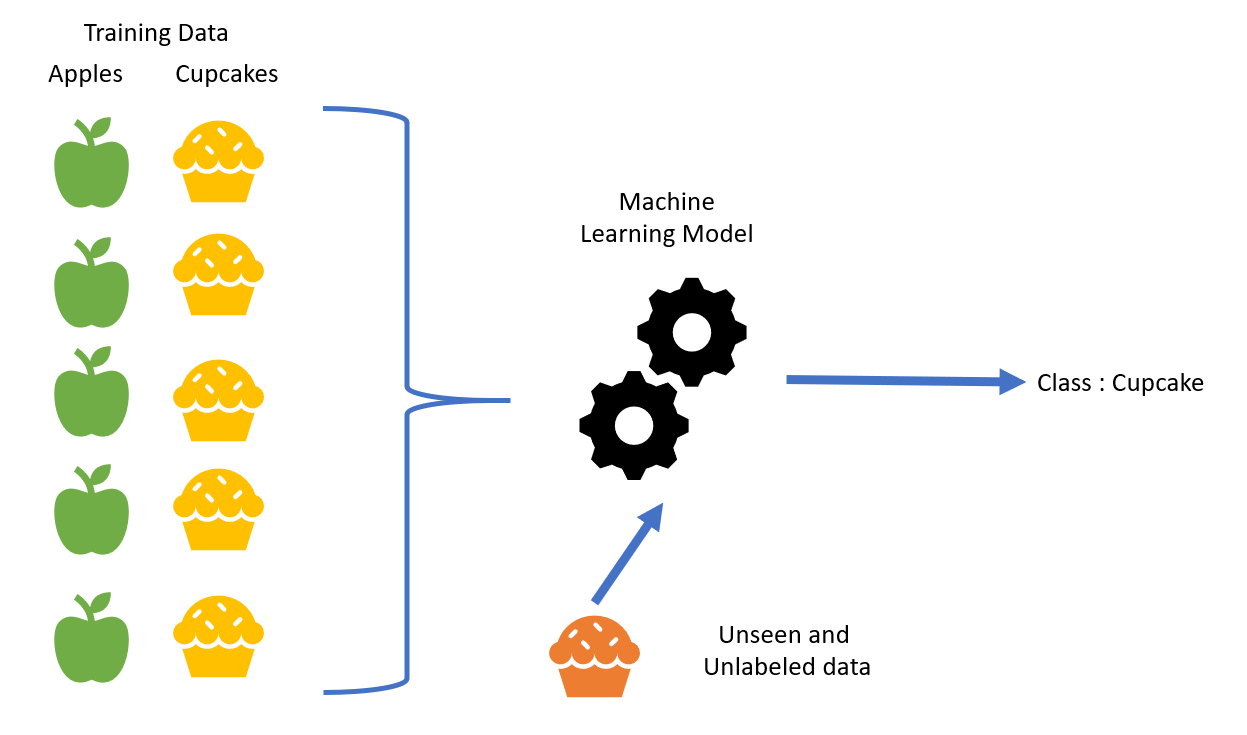 Training Data
Apples
Cupcakes
Machine
Learning Model
Class : Cupcake
Unseen and
Unlabeled data